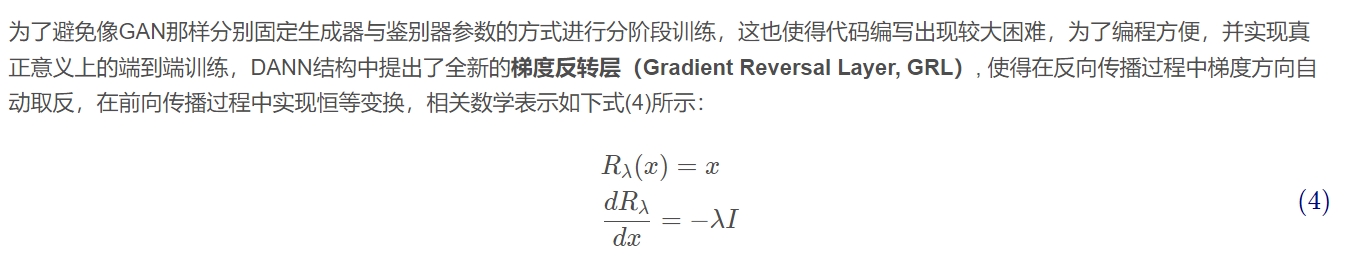 为了避免像GAN那样分别固定生成器与鉴别器参数的方式进行分阶段训练，这也使得代码编写出现较大困难，为了编程方便，并实现真
正意义上的端到端训练，DANN结构中提出了全新的梯度反转层（Gradient Reversal Layer, GRL）, 使得在反向传播过程中梯度方向自
动取反，在前向传播过程中实现恒等变换，相关数学表示如下式(4)所示：
R_λ(x) = x
dR_λ/dx = −λI (4)